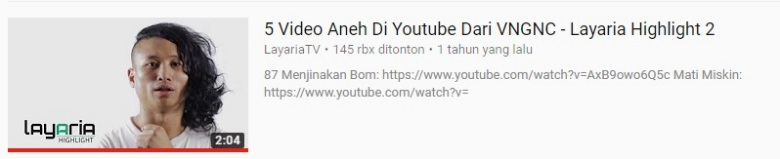 5 Video Aneh Di Youtube Dari VNGNC - Layaria Highlight 2
LayariaTV • 145 rbx ditonton • 1 tahun yang lalu
87 Menjinakan Bom: https://www.youtube.com/watch?v=AxB9owo6Q5c Mati Miskin:
https://www.youtube.com/watch?v=
layaria
HIGHLIGHT
2:04